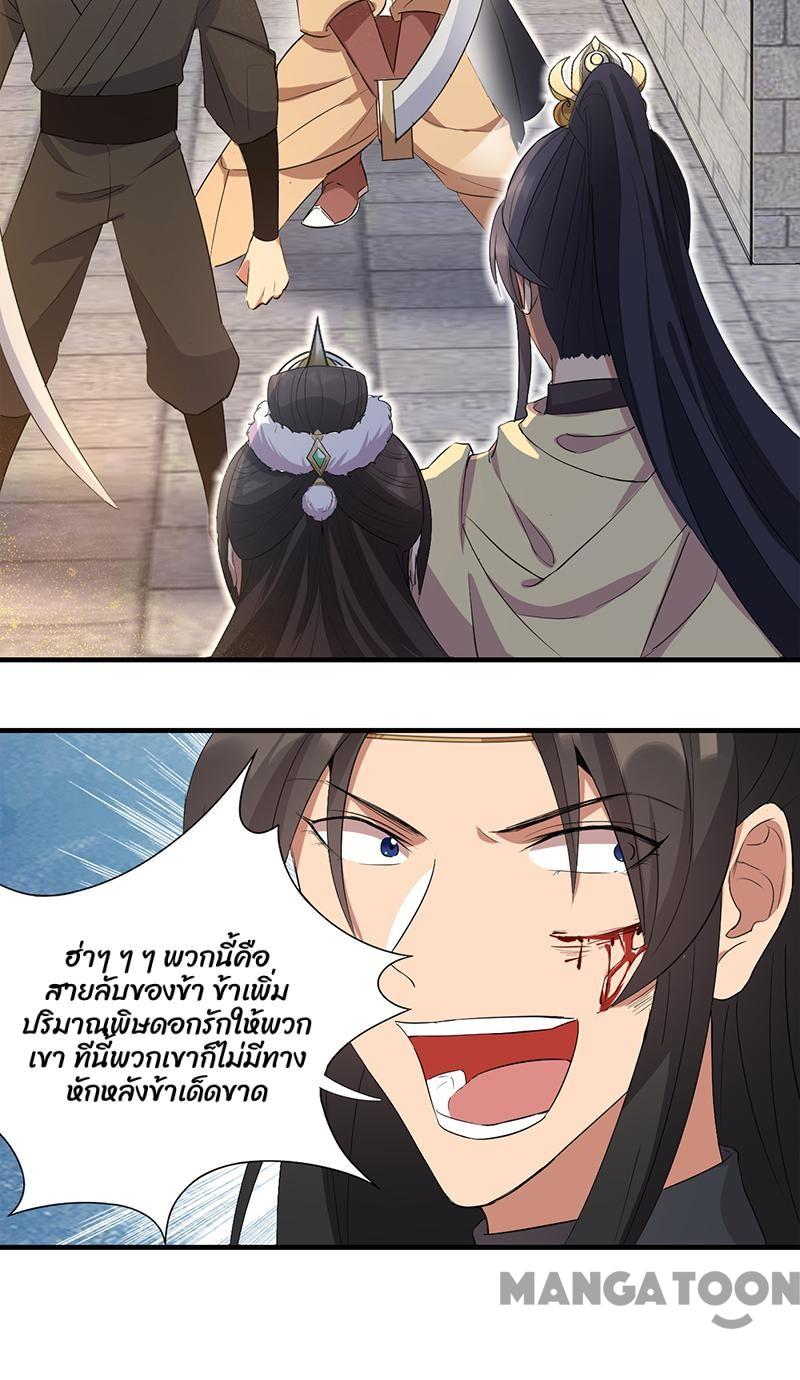 ฮ่าๆ ๆ ๆ พวกนี้คือ
สายลับของข้า ข้าเพิ่ม
ปริมาณพิษดอกรักให้พวก
เขา ทีนี้พวกเขาก็ไม่มีทาง
หักหลังข้าเด็ดขาด
MANGATOON